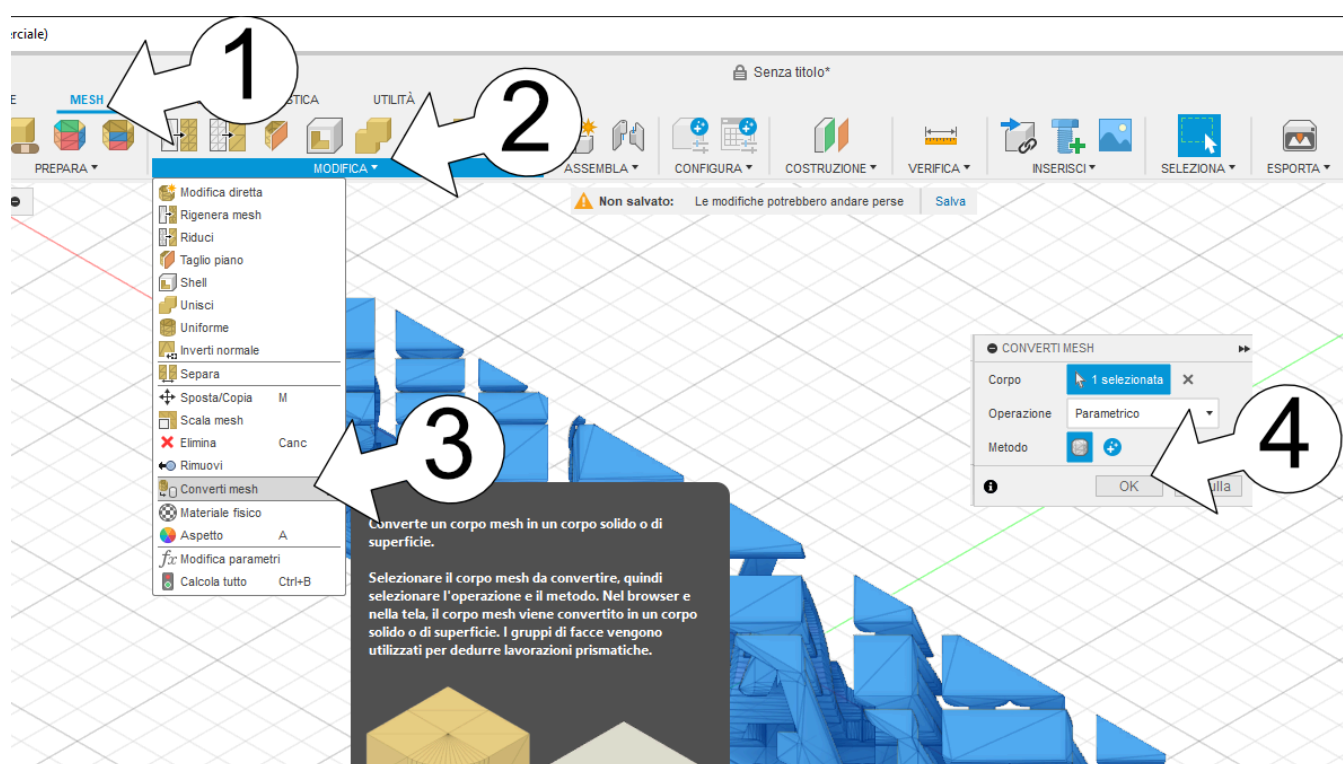 rciale)
1
Senza titolo*
E
MESH
STICA
UTILITÀ
2
PREPARA
MODIFICA
ASSEMBLA
CONFIGURA
COSTRUZIONE
VERIFICA
INSERISCI
SELEZIONA
ESPORTA
Non salvato: Le modifiche potrebbero andare perse Salva
Modifica diretta
Rigenera mesh
Riduci
Taglio piano
Shell
Unisci
Uniforme
Inverti normale
Separa
Sposta/Copia M
Scala mesh
Elimina Canc
Rimuovi
Converti mesh
Materiale fisico
Aspetto A
fx Modifica parametri
Calcola tutto Ctrl+B
3
Converte un corpo mesh in un corpo solido o di
superficie.
Selezionare il corpo mesh da convertire, quindi
selezionare l'operazione e il metodo. Nel browser e
nella tela, il corpo mesh viene convertito in un corpo
solido o di superficie. I gruppi di facce vengono
utilizzati per dedurre lavorazioni prismatiche.
CONVERTI MESH
Corpo 1 selezionata
Operazione Parametrico
Metodo
OK ulla
4